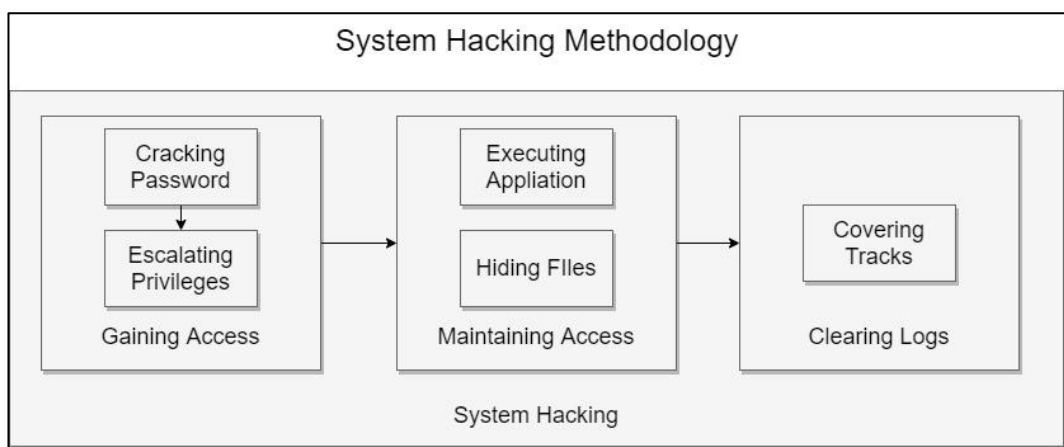 System Hacking Methodology
Cracking
Password
Escalating
Privileges
Gaining Access
Executing
Appliation
Hiding FIles
Maintaining Access
Covering
Tracks
Clearing Logs
System Hacking